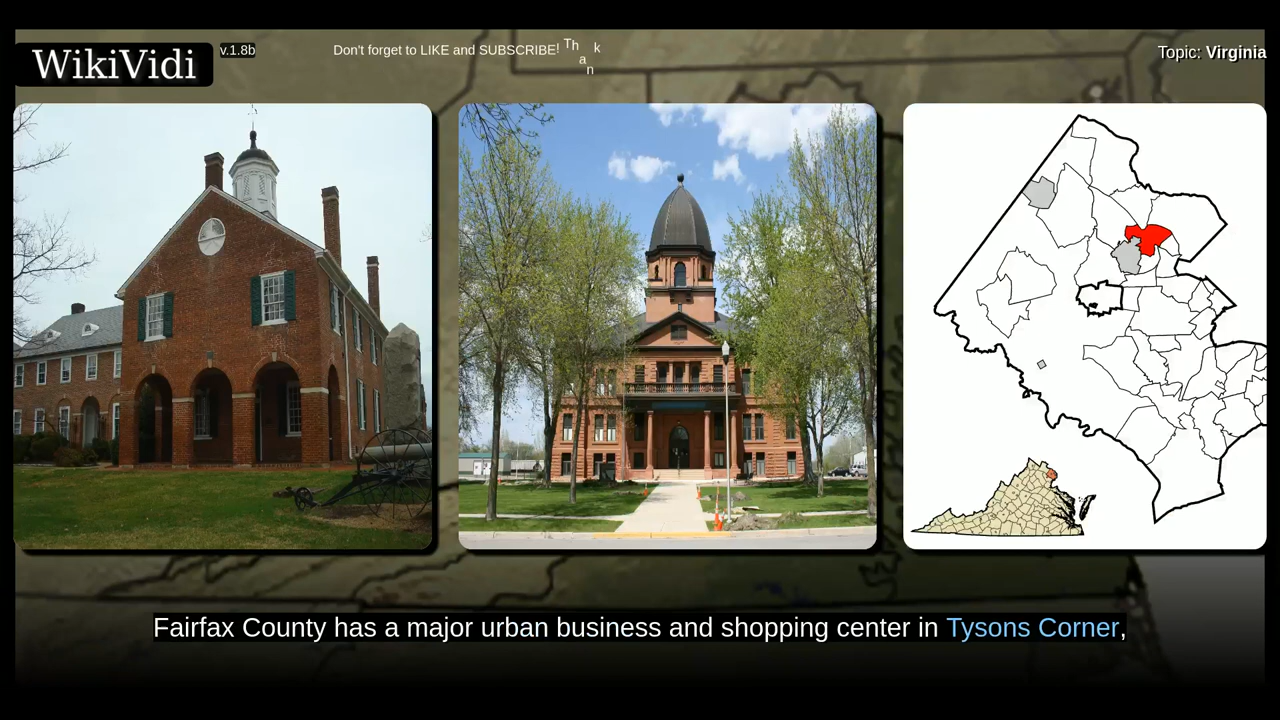 WikiVidi
v.1.8b
Don't forget to LIKE and SUBSCRIBE! Thank
Topic: Virginia
Fairfax County has a major urban business and shopping center in Tysons Corner,